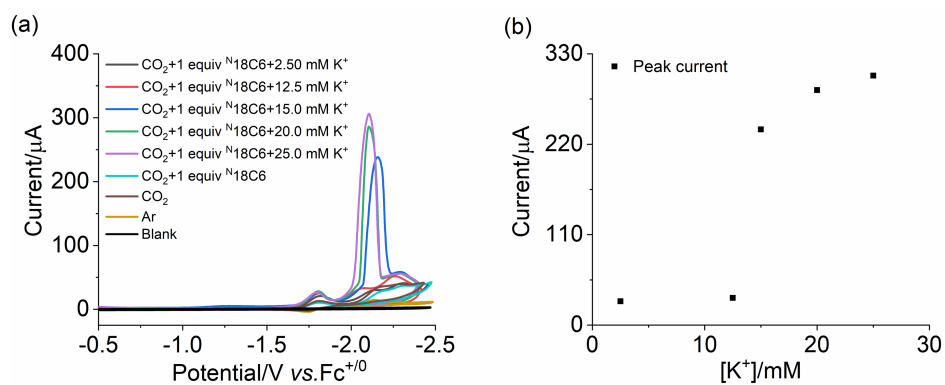 (a)
400
300
200
100
0
Current/μA
CO₂+1 equiv ᴺ18C6+2.50 mM K⁺
CO₂+1 equiv ᴺ18C6+12.5 mM K⁺
CO₂+1 equiv ᴺ18C6+15.0 mM K⁺
CO₂+1 equiv ᴺ18C6+20.0 mM K⁺
CO₂+1 equiv ᴺ18C6+25.0 mM K⁺
CO₂+1 equiv ᴺ18C6
CO₂
Ar
Blank
-0.5 -1.0 -1.5 -2.0 -2.5
Potential/V vs.Fc⁺/⁰
(b)
330
220
110
0
Current/μA
Peak current
0 10 20 30
[K⁺]/mM